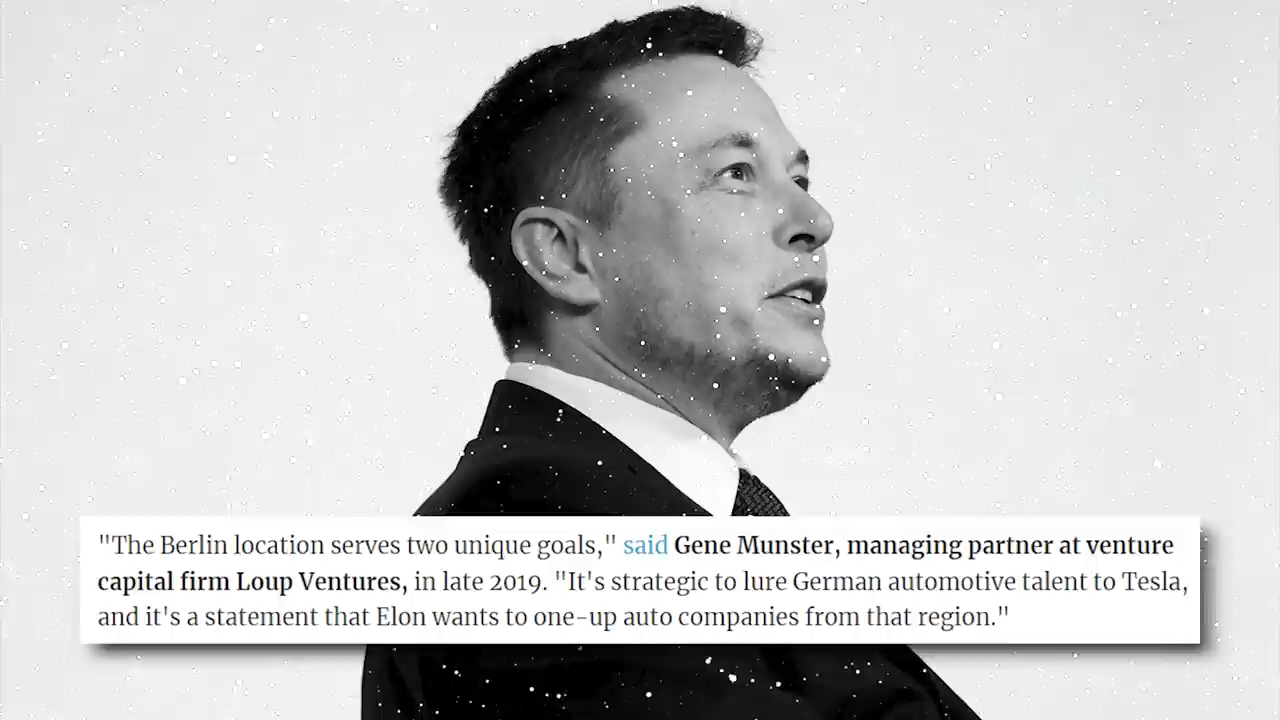 "The Berlin location serves two unique goals," said Gene Munster, managing partner at venture
capital firm Loup Ventures, in late 2019. "It's strategic to lure German automotive talent to Tesla,
and it's a statement that Elon wants to one-up auto companies from that region."